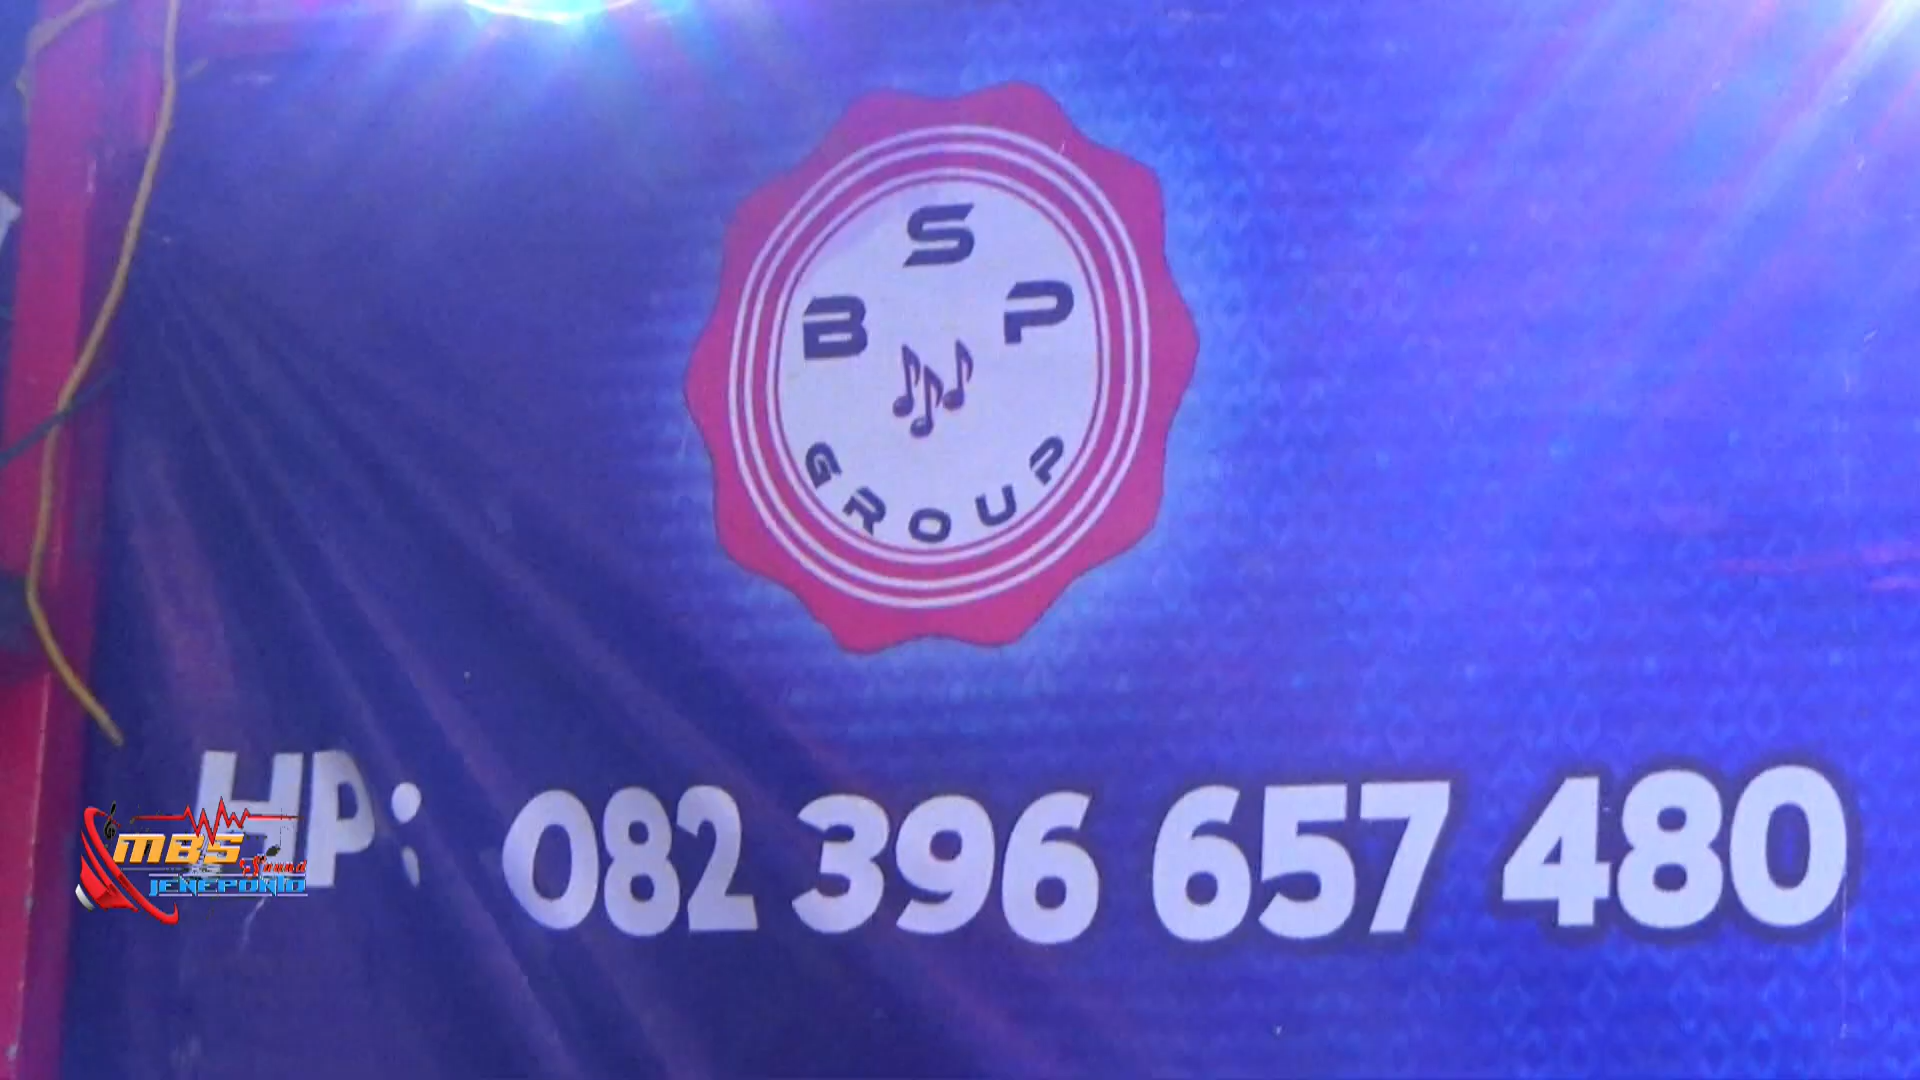 S
B P
GROUP
HP: 082 396 657 480
MBS
Sound
JENEPONTO